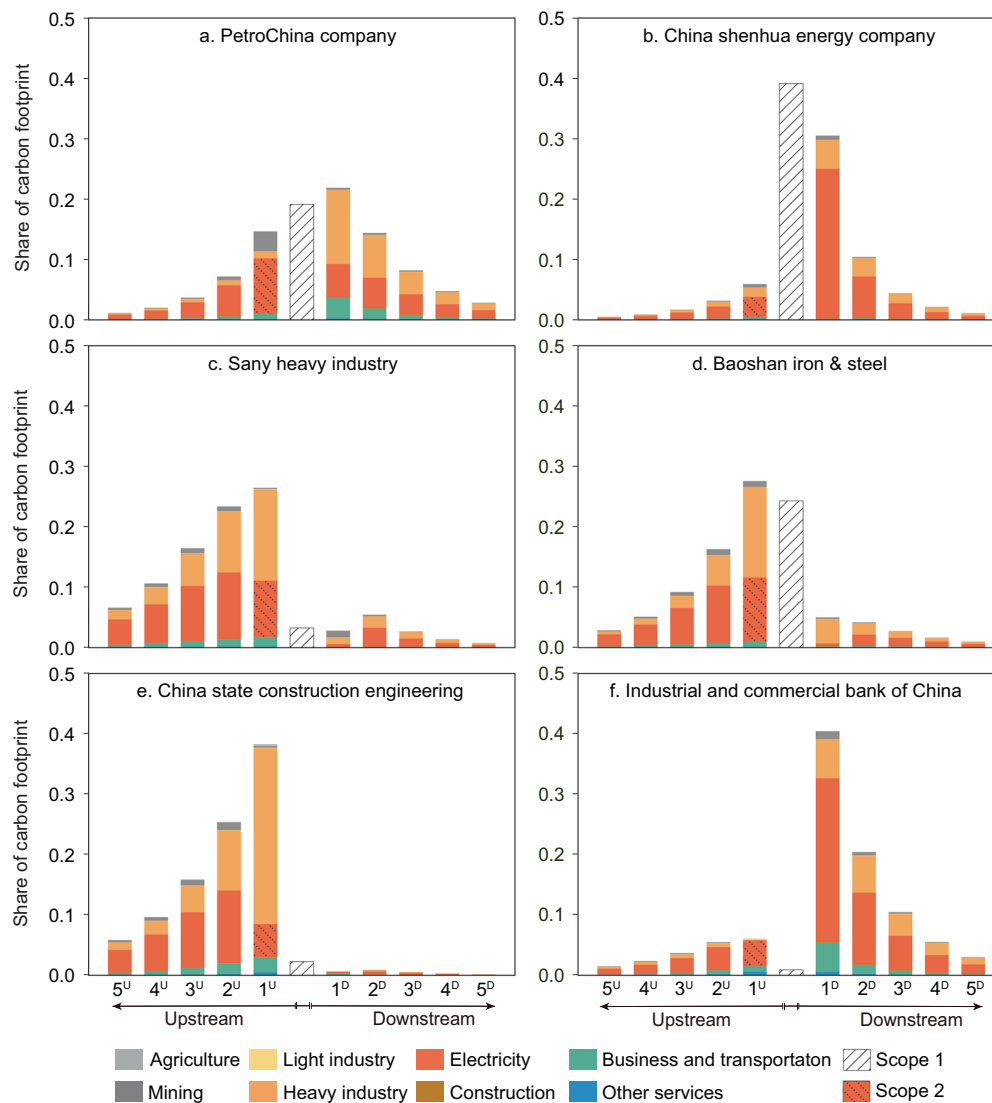 a. PetroChina company
b. China shenhua energy company
Share of carbon footprint
0.5
0.4
0.3
0.2
0.1
0.0
0.5
0.4
0.3
0.2
0.1
0.0
c. Sany heavy industry
d. Baoshan iron & steel
Share of carbon footprint
0.5
0.4
0.3
0.2
0.1
0.0
0.5
0.4
0.3
0.2
0.1
0.0
e. China state construction engineering
f. Industrial and commercial bank of China
Share of carbon footprint
0.5
0.4
0.3
0.2
0.1
0.0
0.5
0.4
0.3
0.2
0.1
0.0
5ᵁ 4ᵁ 3ᵁ 2ᵁ 1ᵁ 1ᴰ 2ᴰ 3ᴰ 4ᴰ 5ᴰ
5ᵁ 4ᵁ 3ᵁ 2ᵁ 1ᵁ 1ᴰ 2ᴰ 3ᴰ 4ᴰ 5ᴰ
Upstream Downstream
Upstream Downstream
Agriculture Light industry Electricity Business and transportaton Scope 1
Mining Heavy industry Construction Other services Scope 2